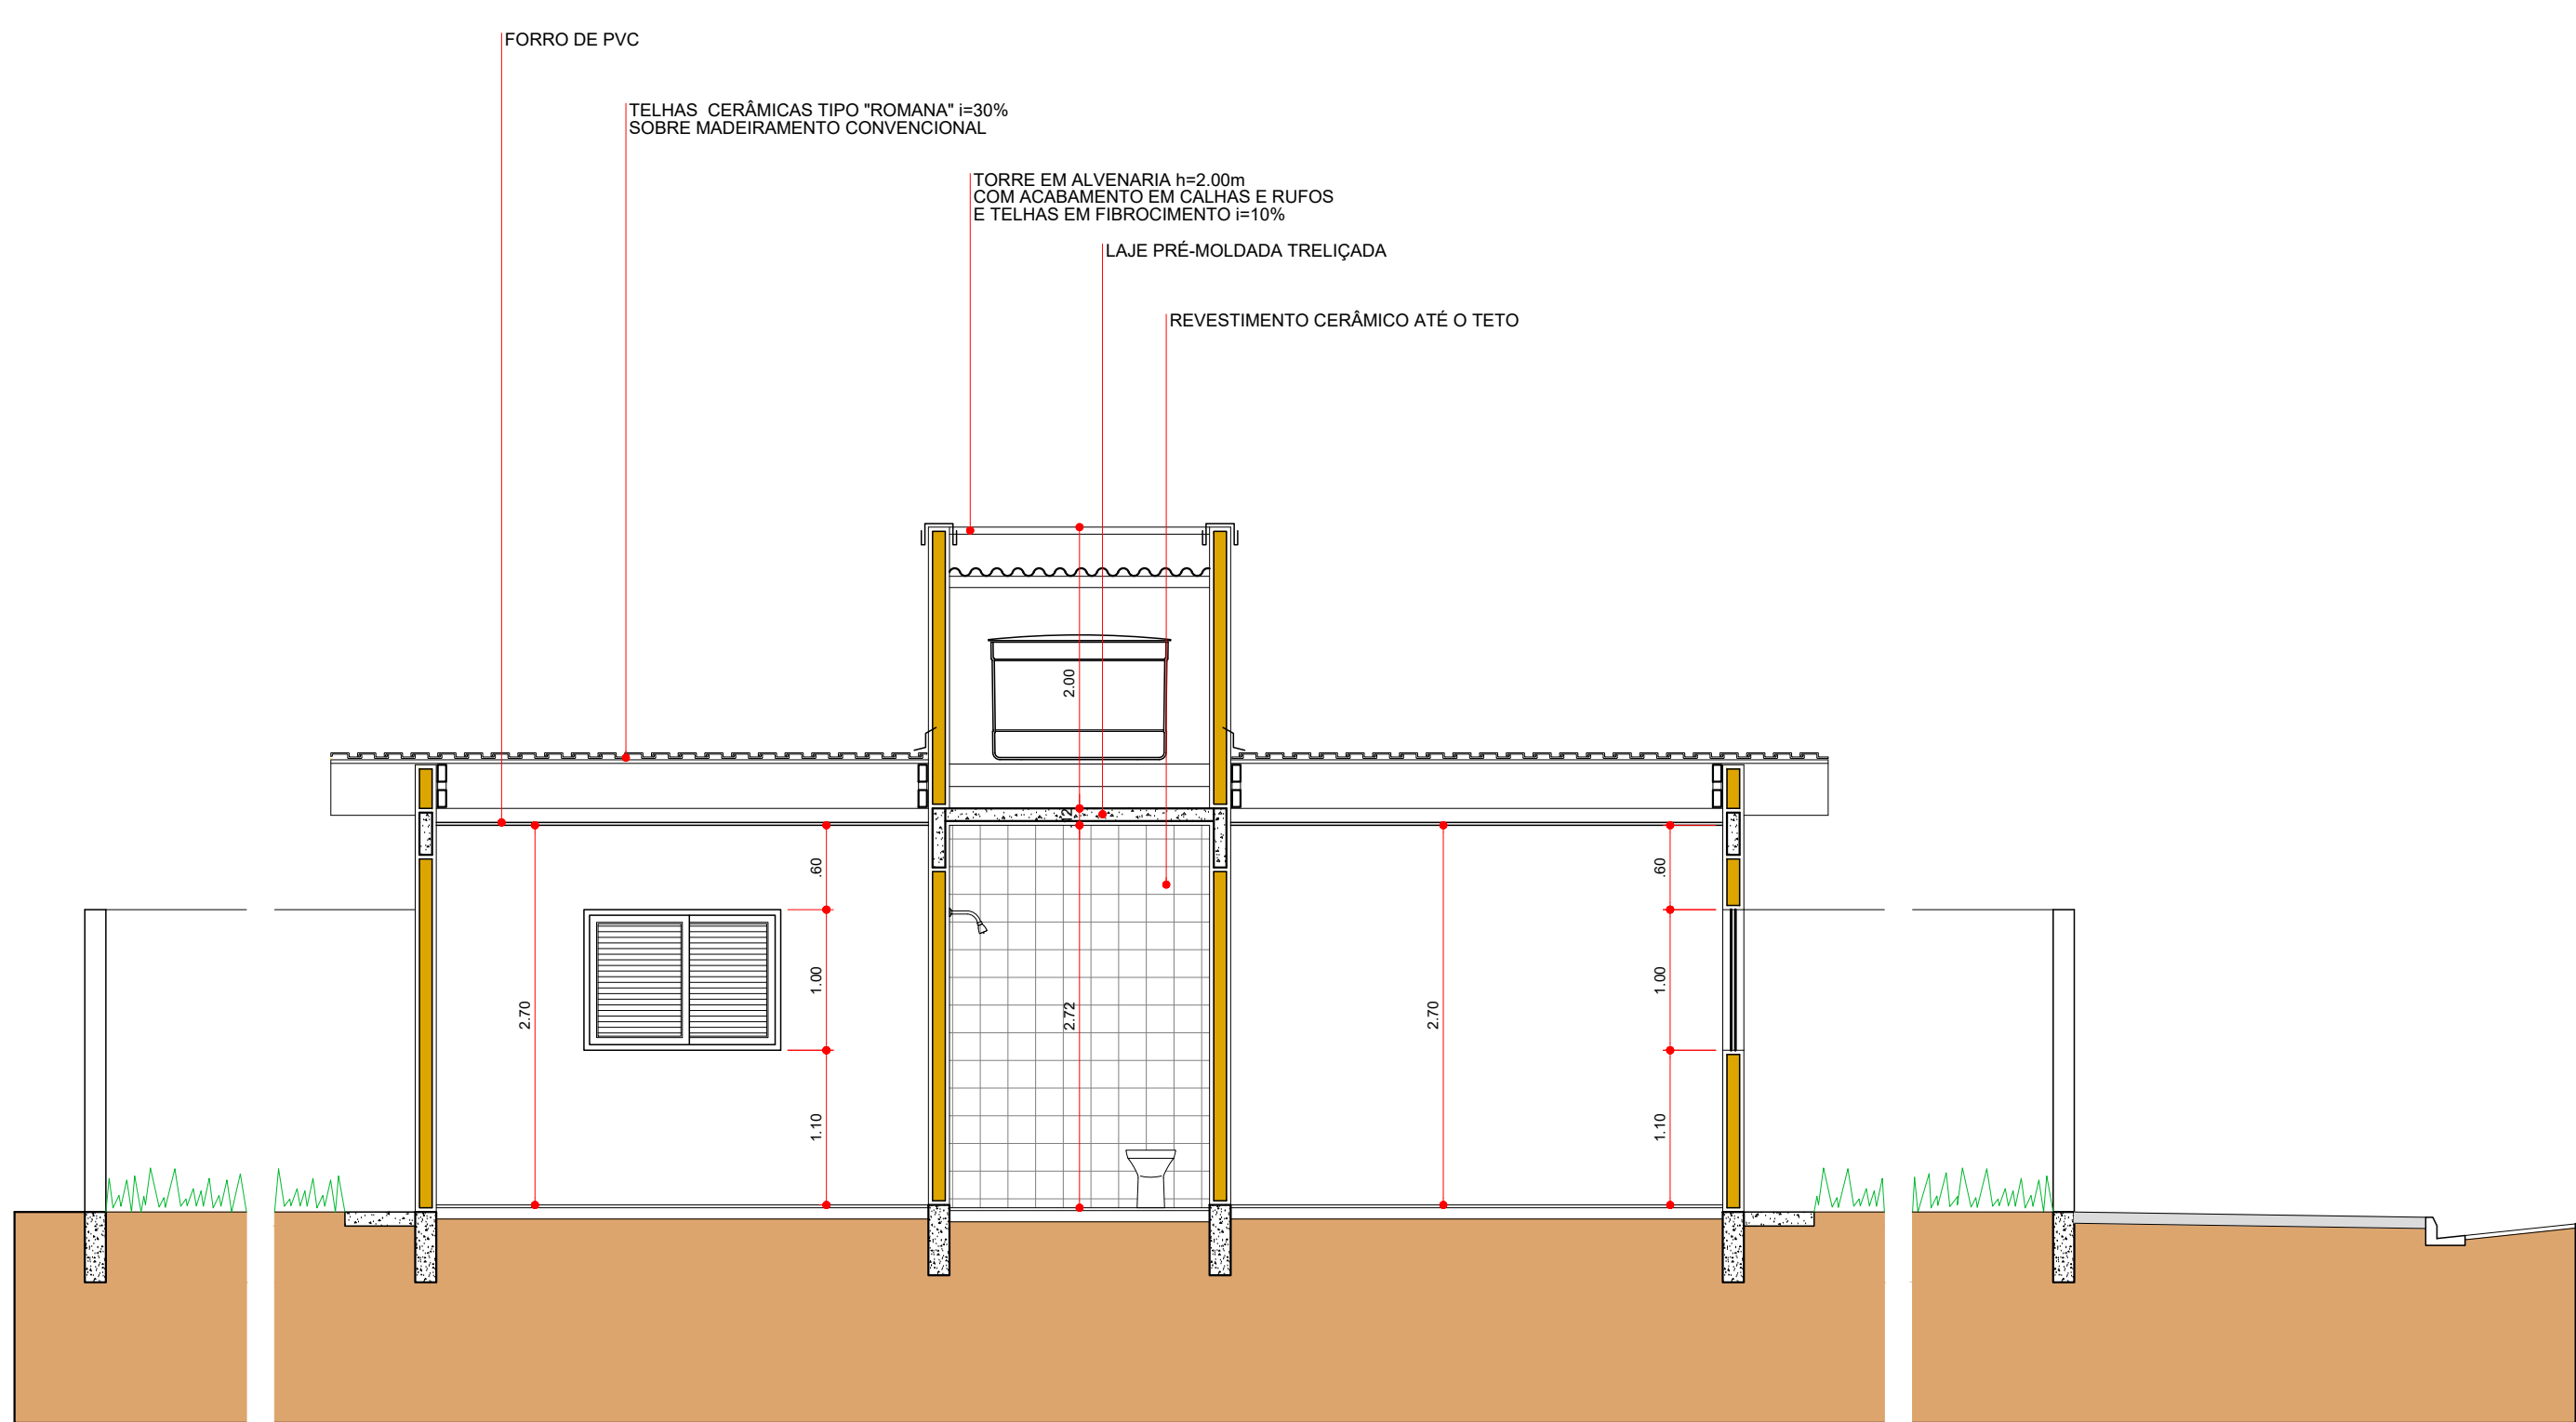 FORRO DE PVC
TELHAS CERÂMICAS TIPO "ROMANA" i=30%
SOBRE MADEIRAMENTO CONVENCIONAL
TORRE EM ALVENARIA h=2.00m
COM ACABAMENTO EM CALHAS E RUFOS
E TELHAS EM FIBROCIMENTO i=10%
LAJE PRÉ-MOLDADA TRELIÇADA
REVESTIMENTO CERÂMICO ATÉ O TETO
2.00
.60
.60
1.00
1.00
2.70
2.72
2.70
1.10
1.10